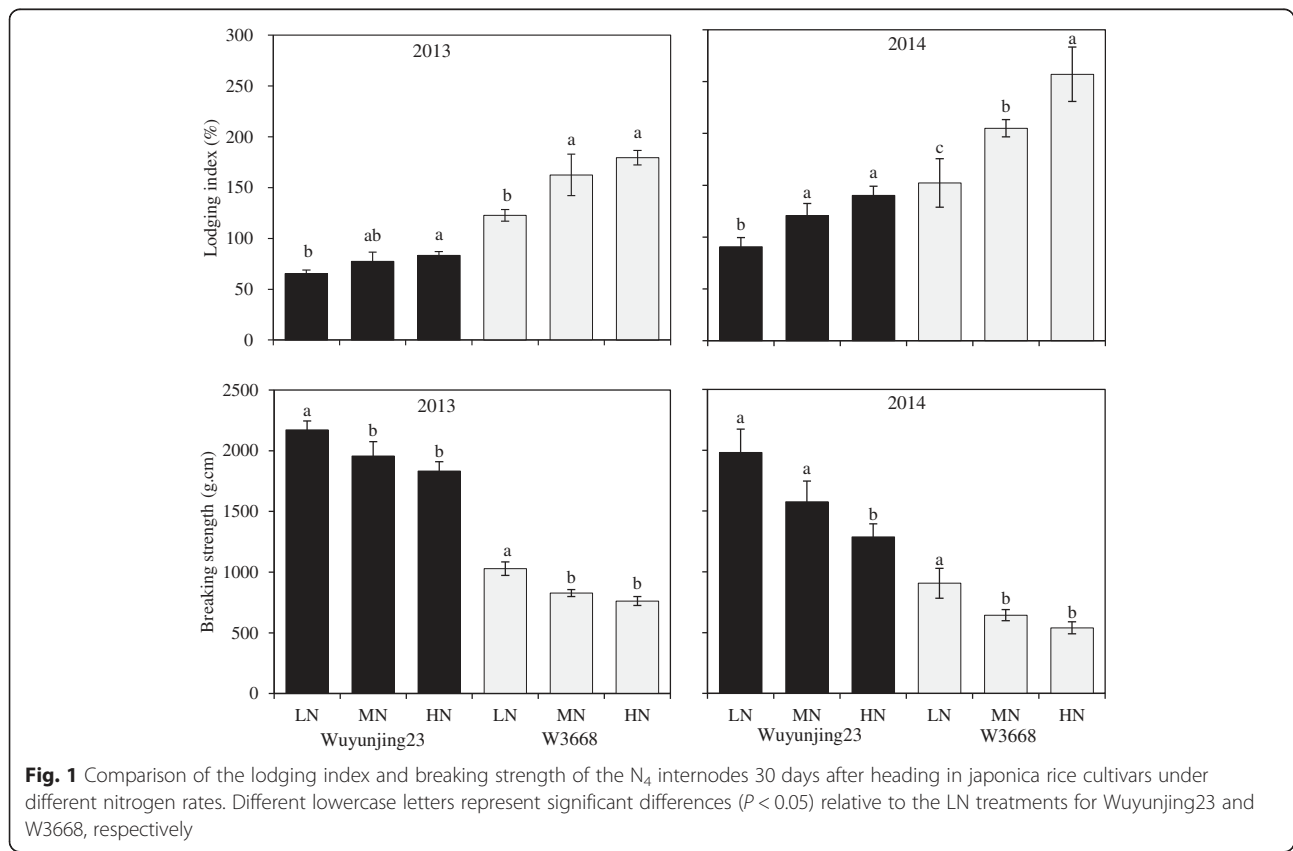 2013
2014
Lodging index (%)
300
250
200
150
100
50
0
b
ab
a
b
a
a
b
a
a
c
b
a
2013
2014
Breaking strength (g.cm)
2500
2000
1500
1000
500
0
a
b
b
a
b
b
a
a
b
a
b
b
LN MN HN LN MN HN
Wuyunjing23 W3668
LN MN HN LN MN HN
Wuyunjing23 W3668
Fig. 1 Comparison of the lodging index and breaking strength of the N₄ internodes 30 days after heading in japonica rice cultivars under
different nitrogen rates. Different lowercase letters represent significant differences (P < 0.05) relative to the LN treatments for Wuyunjing23 and
W3668, respectively